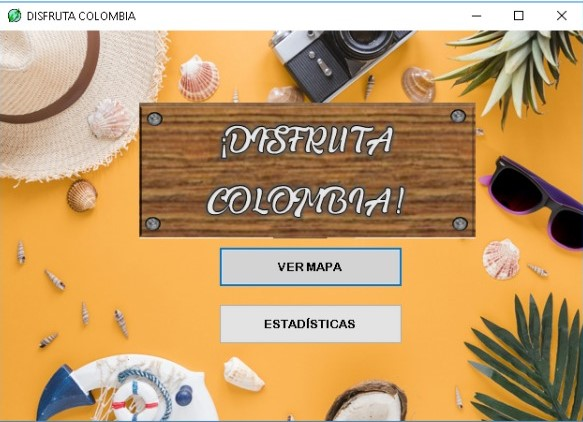 DISFRUTA COLOMBIA
¡DISFRUTA
COLOMBIA!
VER MAPA
ESTADÍSTICAS